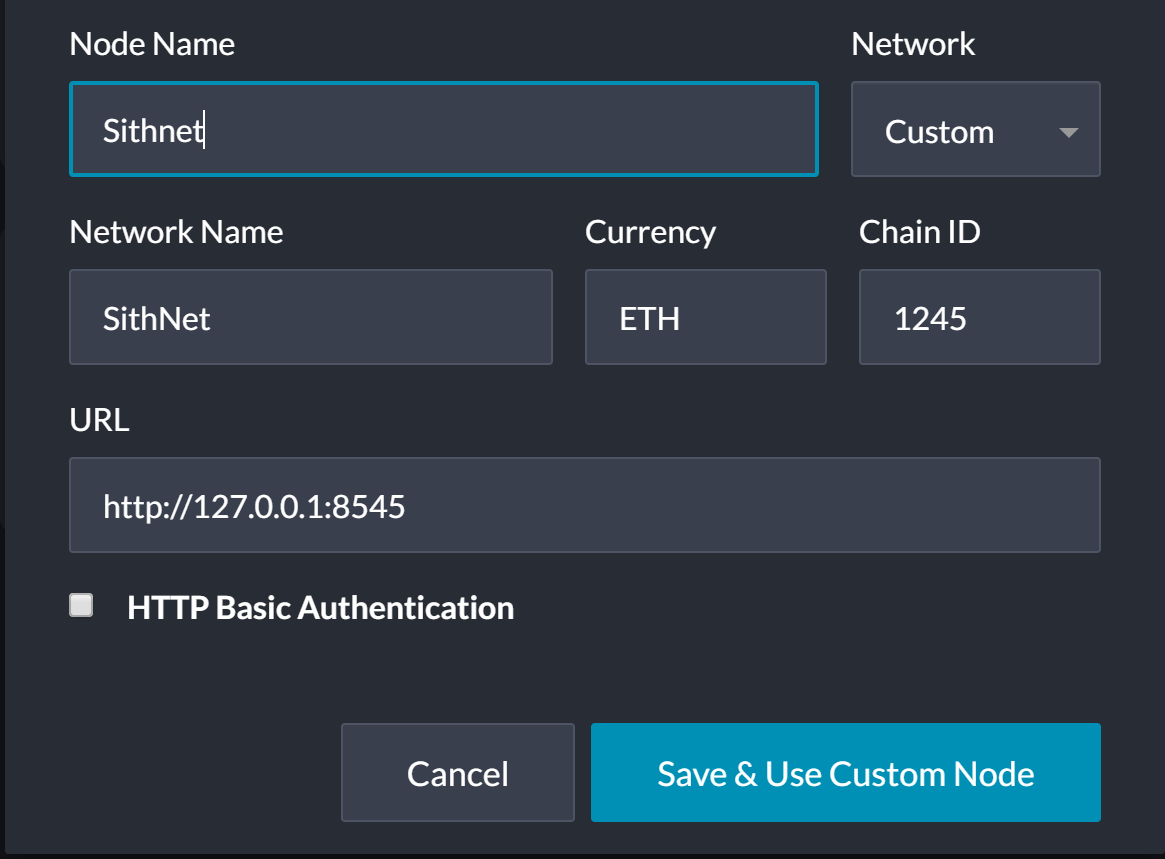 Node Name Network
Sithnet Custom
Network Name Currency Chain ID
SithNet ETH 1245
URL
http://127.0.0.1:8545
HTTP Basic Authentication
Cancel Save & Use Custom Node